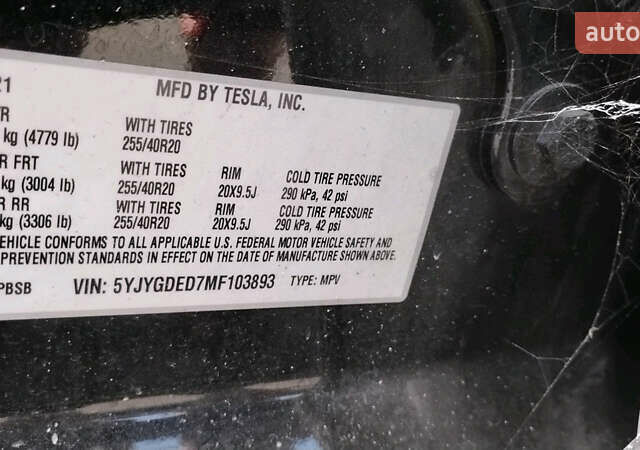 auto
21
MFD BY TESLA, INC.
WITH TIRES
kg (4779 lb)
255/40R20
R FRT
WITH TIRES
RIM
COLD TIRE PRESSURE
kg (3004 lb)
255/40R20
20X9.5J
290 kPa, 42 psi
R RR
WITH TIRES
RIM
COLD TIRE PRESSURE
kg (3306 lb)
255/40R20
20X9.5J
290 kPa, 42 psi
EHICLE CONFORMS TO ALL APPLICABLE U.S. FEDERAL MOTOR VEHICLE SAFETY AND
PREVENTION STANDARDS IN EFFECT ON THE DATE OF MANUFACTURE SHOWN ABOVE.
PBSB
VIN: 5YJYGDED7MF103893
TYPE: MPV